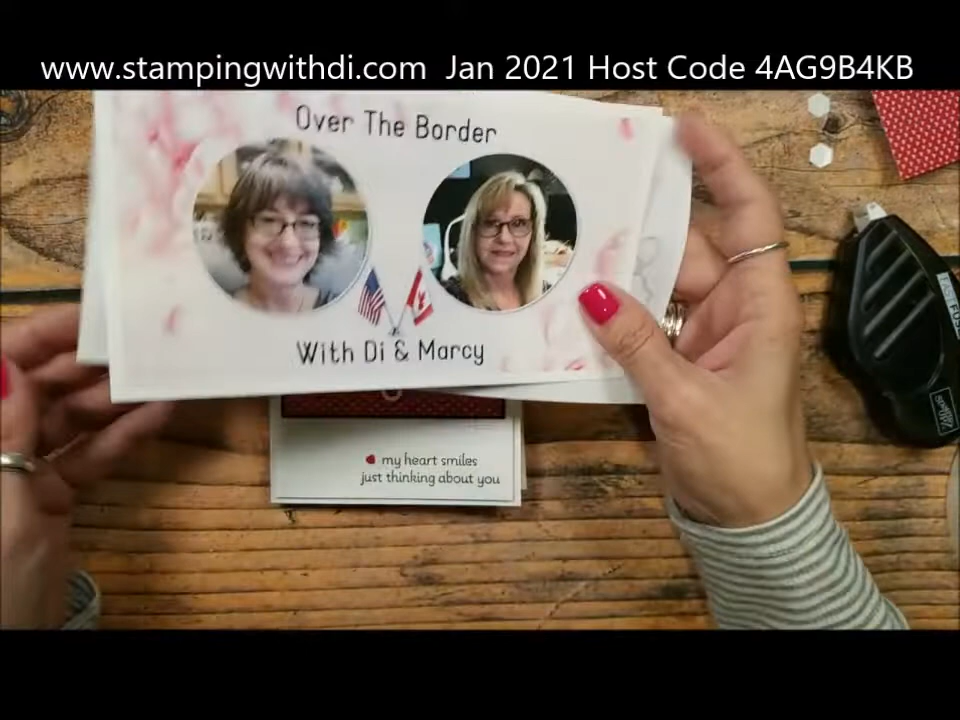 www.stampingwithdi.com Jan 2021 Host Code 4AG9B4KB
Over The Border
With Di & Marcy
my heart smiles
just thinking about you